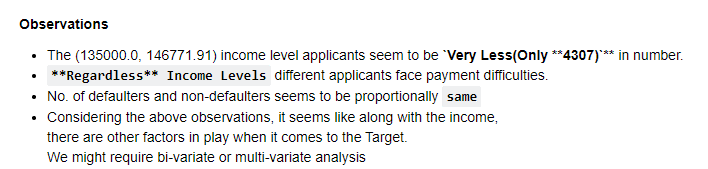 Observations
• The (135000.0, 146771.91) income level applicants seem to be `Very Less(Only **4307)`** in number.
• **Regardless** Income Levels different applicants face payment difficulties.
• No. of defaulters and non-defaulters seems to be proportionally same
• Considering the above observations, it seems like along with the income,
there are other factors in play when it comes to the Target.
We might require bi-variate or multi-variate analysis